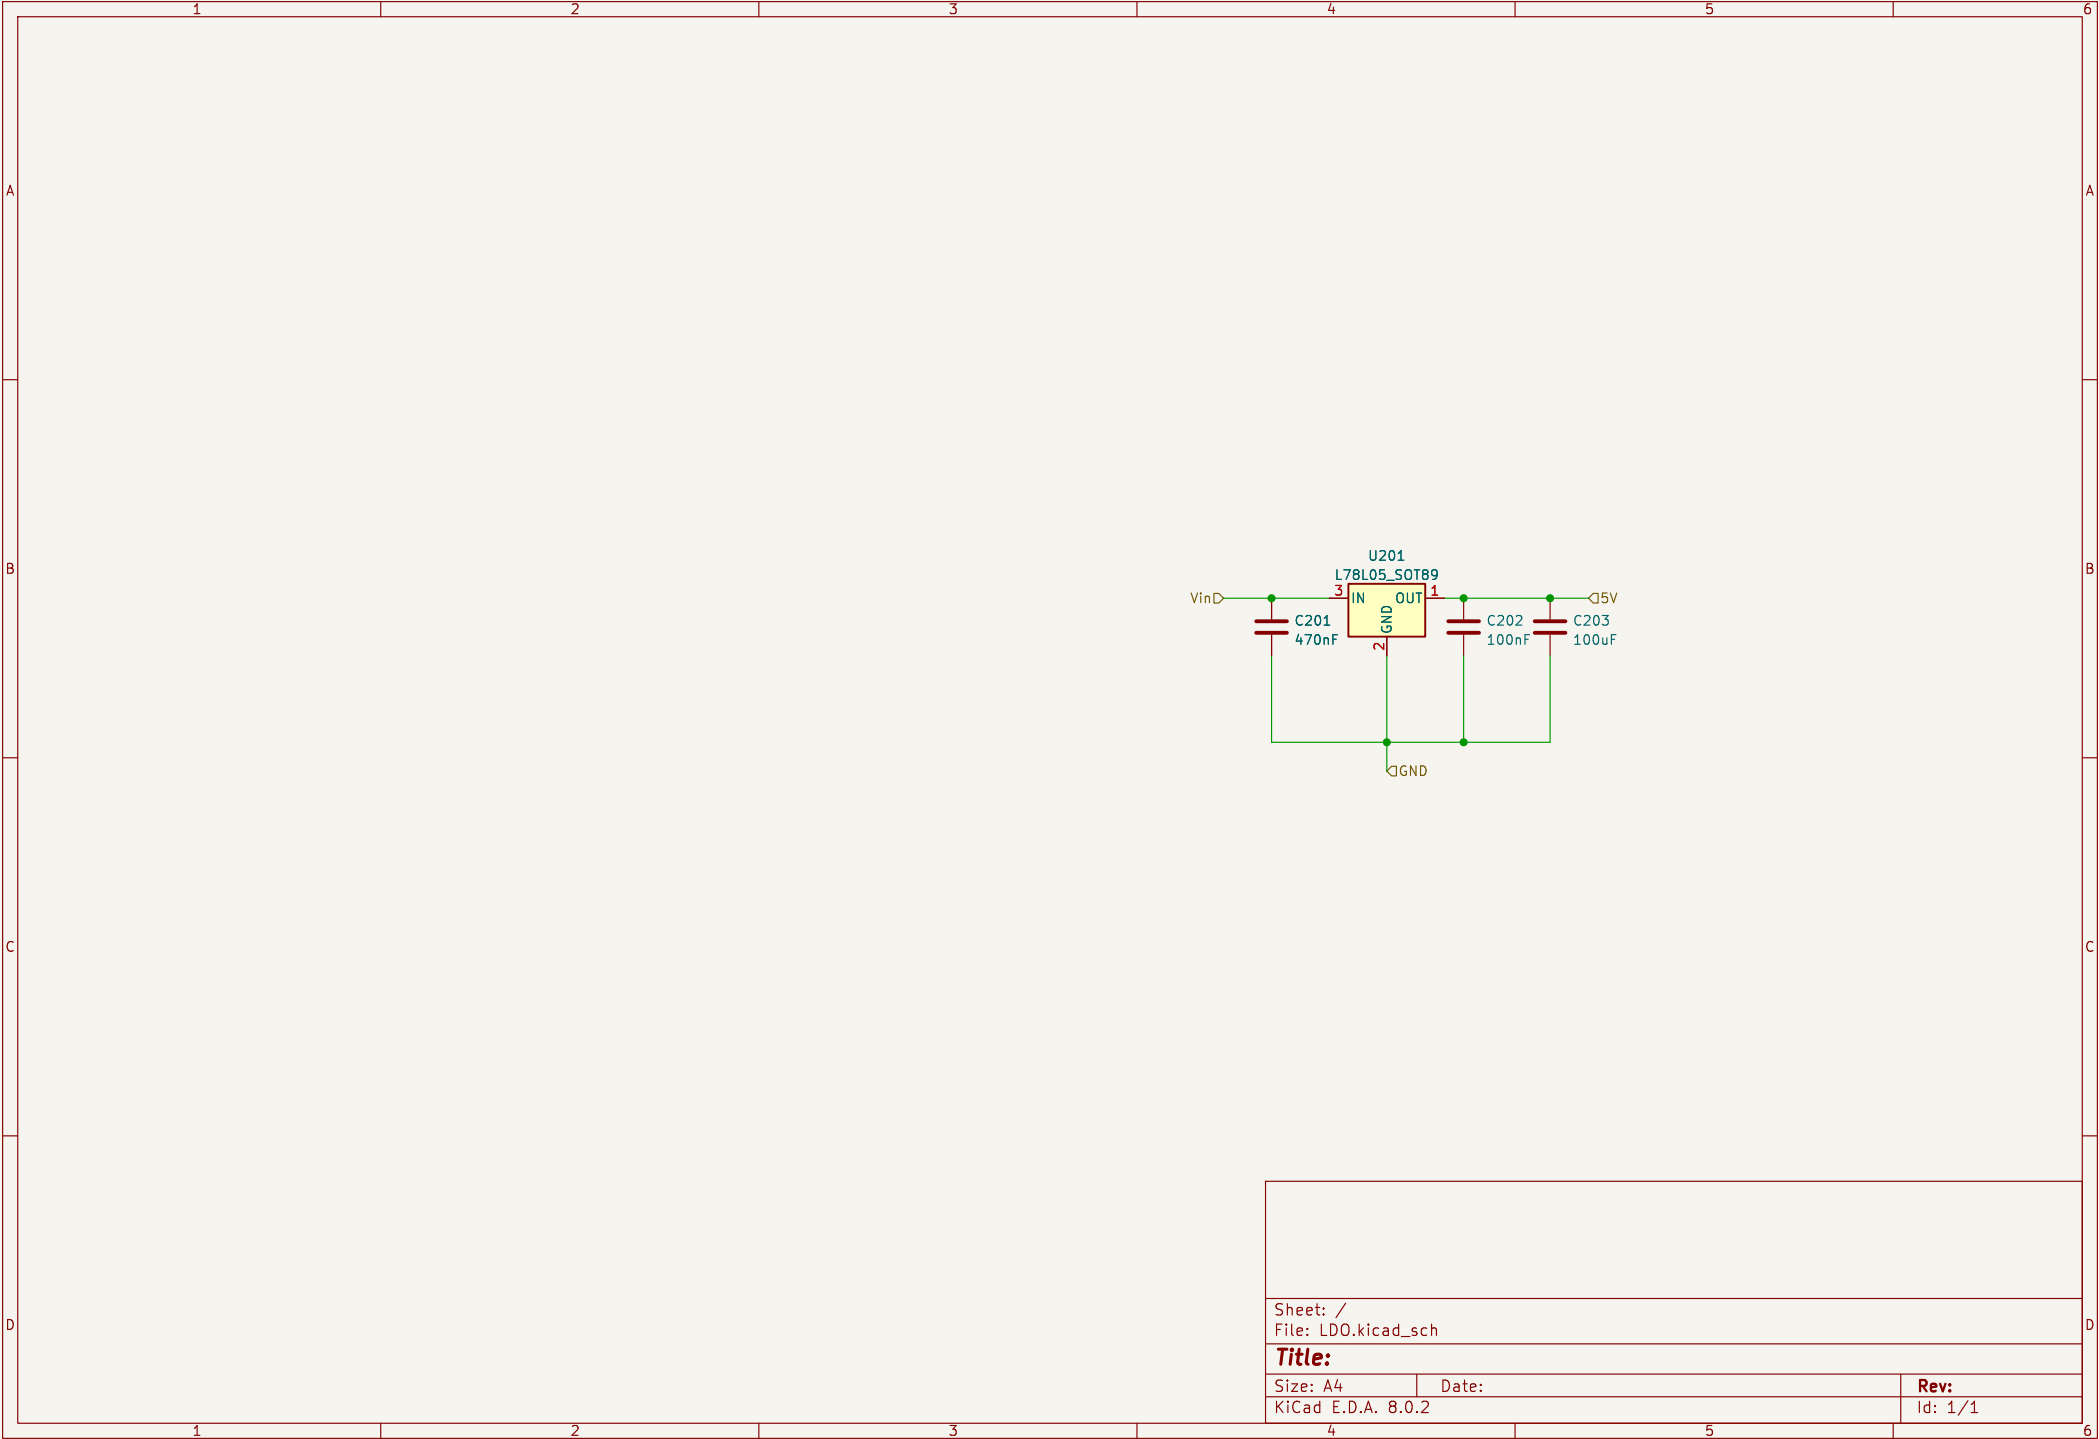 1 2 3 4 5 6
A A
U201
L78L05_SOT89
B B
Vin 3 IN OUT 1 5V
GND
C201 C202 C203
470nF 100nF 100uF
2
GND
C C
Sheet: /
File: LDO.kicad_sch
D D
Title:
Size: A4 Date: Rev:
KiCad E.D.A. 8.0.2 Id: 1/1
1 2 3 4 5 6